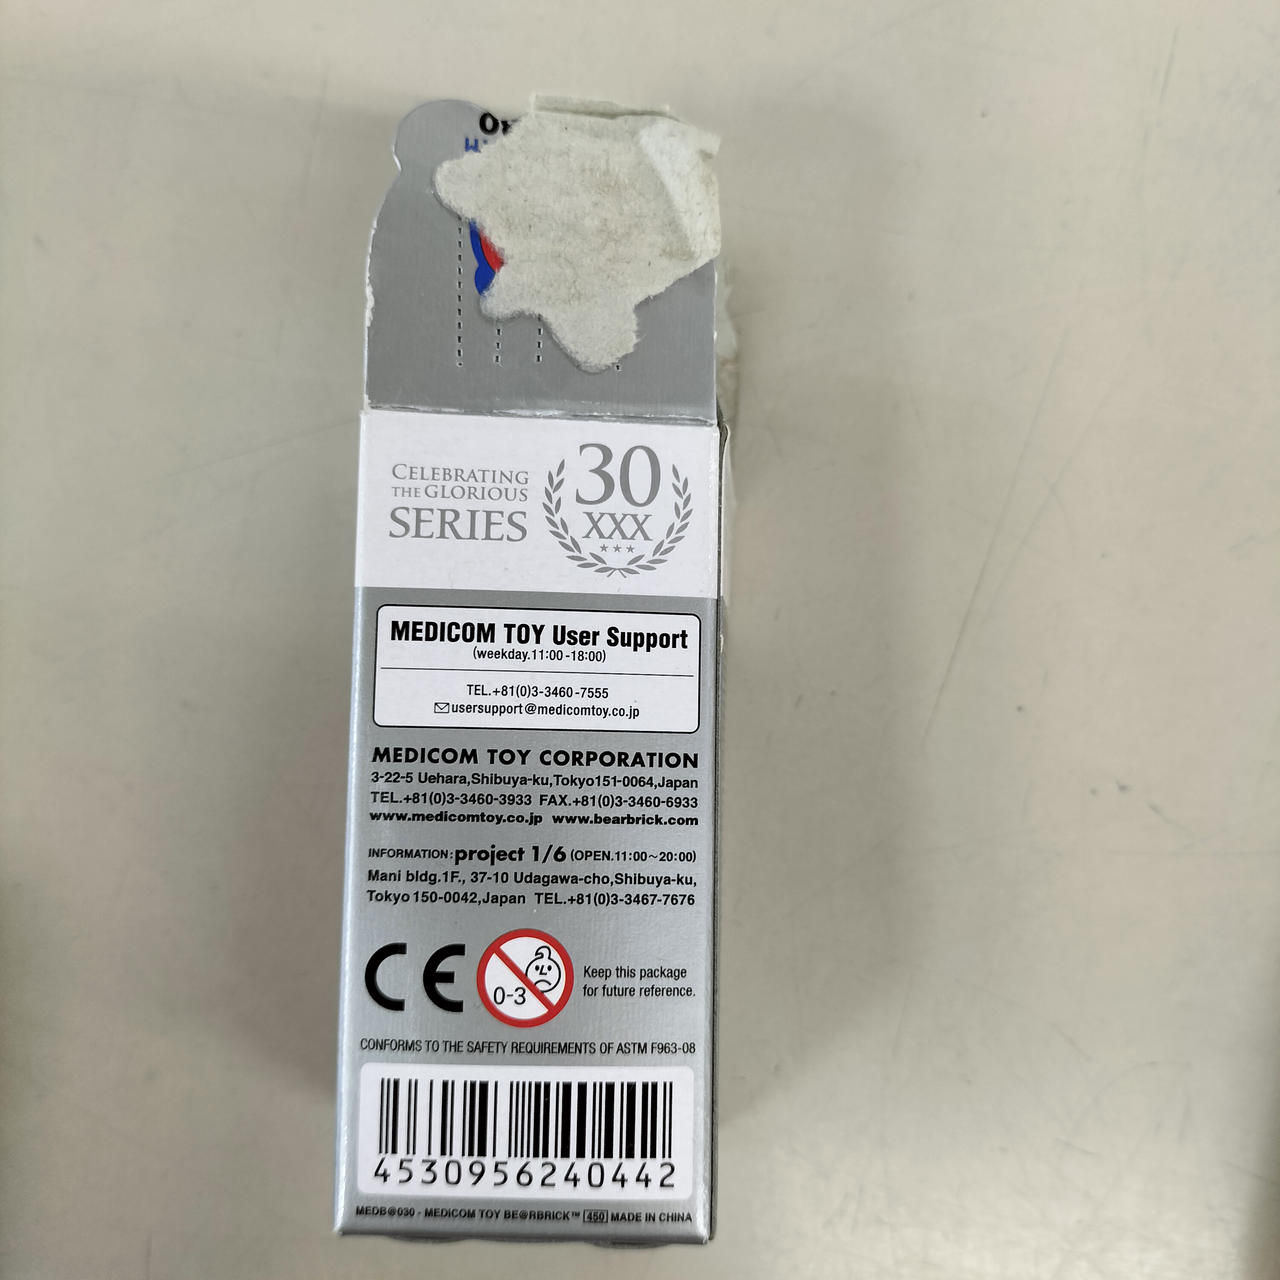 CELEBRATING
THE GLORIOUS
SERIES
30
XXX
MEDICOM TOY User Support
(weekday.11:00-18:00)
TEL.+81(0)3-3460-7555
usersupport@medicomtoy.co.jp
MEDICOM TOY CORPORATION
3-22-5 Uehara,Shibuya-ku,Tokyo151-0064,Japan
TEL.+81(0)3-3460-3933 FAX.+81(0)3-3460-6933
www.medicomtoy.co.jp www.bearbrick.com
INFORMATION:project 1/6 (OPEN.11:00~20:00)
Mani bldg.1F., 37-10 Udagawa-cho,Shibuya-ku,
Tokyo 150-0042,Japan TEL.+81(0)3-3467-7676
CE
0-3
Keep this package
for future reference.
CONFORMS TO THE SAFETY REQUIREMENTS OF ASTM F963-08
4530956240442
MEDB@030 - MEDICOM TOY BE@RBRICK™ 450 MADE IN CHINA